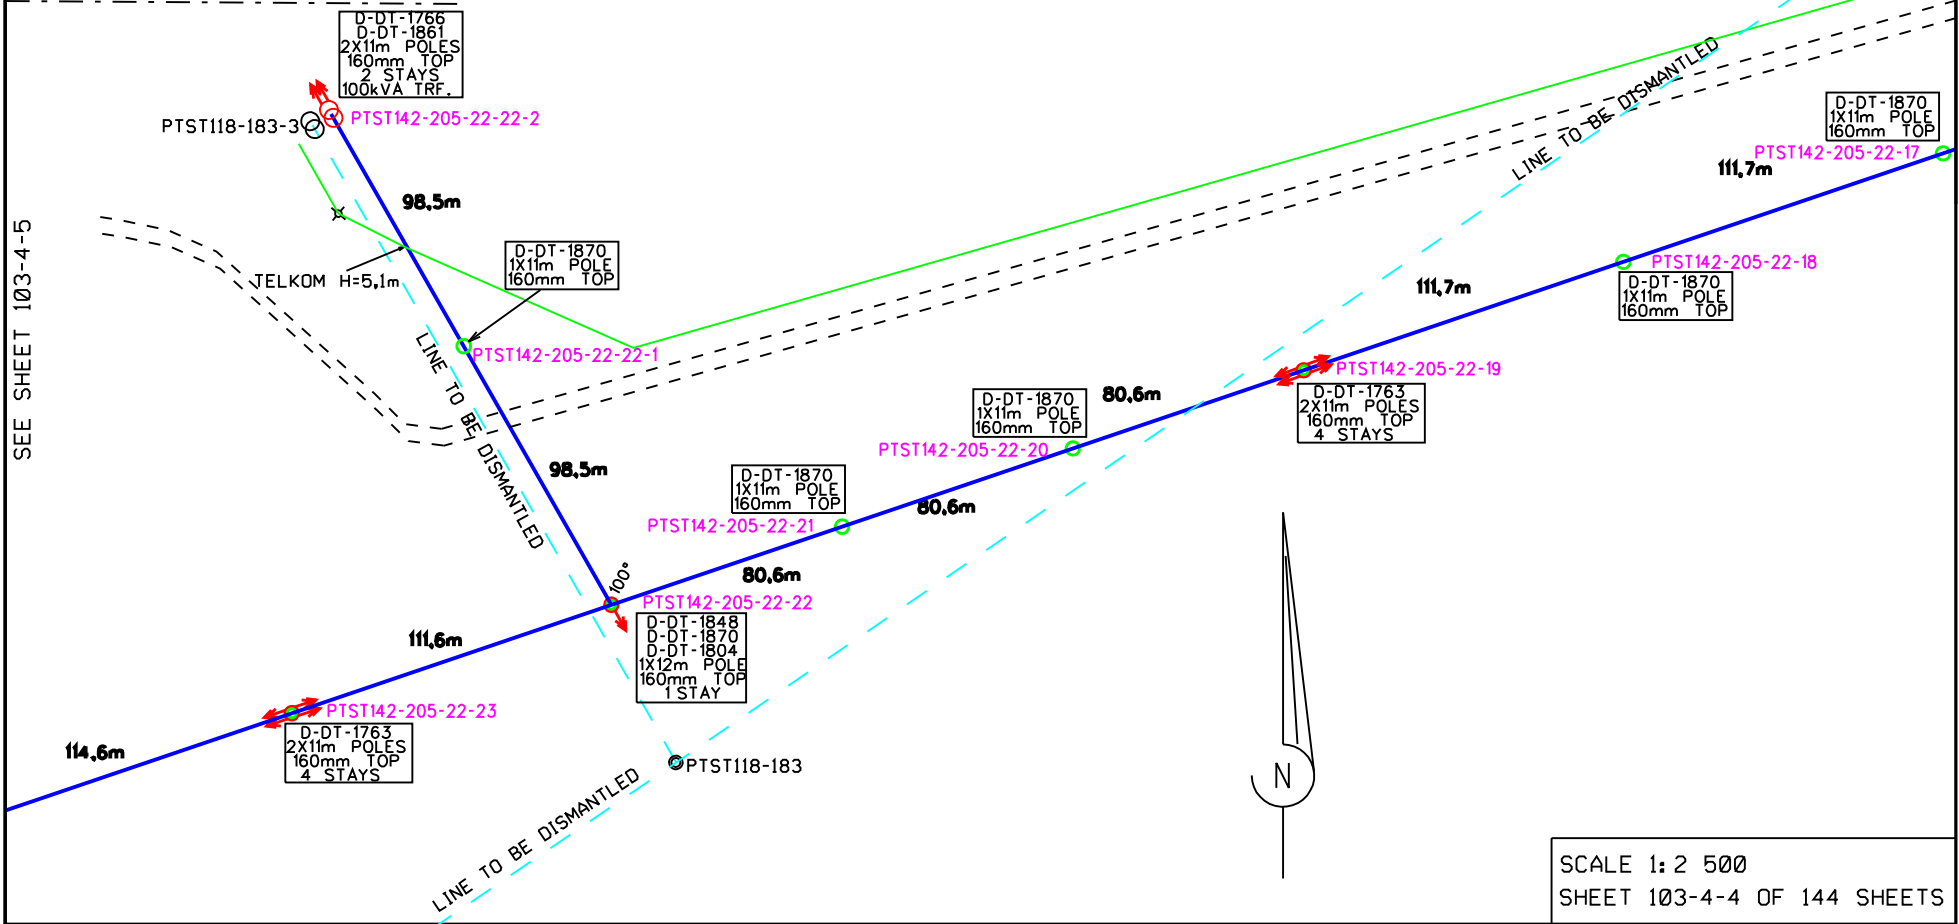 D-DT-1766
D-DT-1861
2X11m POLES
160mm TOP
2 STAYS
100kVA TRF.
PTST118-183-3
PTST142-205-22-22-2
98,5m
D-DT-1870
1X11m POLE
160mm TOP
TELKOM H=5,1m
PTST142-205-22-22-1
SEE SHEET 103-4-5
LINE TO BE DISMANTLED
98,5m
LINE TO BE DISMANTLED
D-DT-1870
1X11m POLE
160mm TOP
PTST142-205-22-17
111,7m
PTST142-205-22-18
D-DT-1870
1X11m POLE
160mm TOP
111,7m
PTST142-205-22-19
D-DT-1763
2X11m POLES
160mm TOP
4 STAYS
80,6m
D-DT-1870
1X11m POLE
160mm TOP
PTST142-205-22-20
80,6m
D-DT-1870
1X11m POLE
160mm TOP
PTST142-205-22-21
80,6m
100°
PTST142-205-22-22
D-DT-1848
D-DT-1870
D-DT-1804
1X12m POLE
160mm TOP
1 STAY
111,6m
PTST142-205-22-23
D-DT-1763
2X11m POLES
160mm TOP
4 STAYS
114,6m
PTST118-183
LINE TO BE DISMANTLED
N
SCALE 1:2 500
SHEET 103-4-4 OF 144 SHEETS